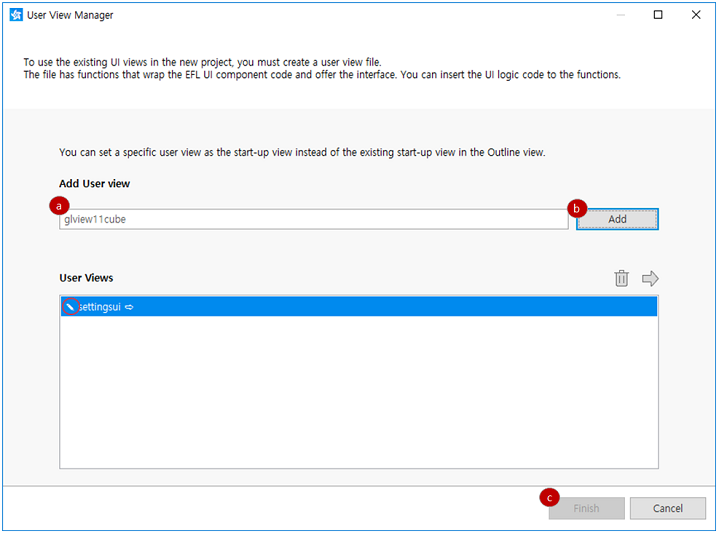 User View Manager
To use the existing UI views in the new project, you must create a user view file.
The file has functions that wrap the EFL UI component code and offer the interface. You can insert the UI logic code to the functions.
You can set a specific user view as the start-up view instead of the existing start-up view in the Outline view.
Add User view
a
b
glview11cube
Add
User Views
settingsui ⇨
c
Finish
Cancel